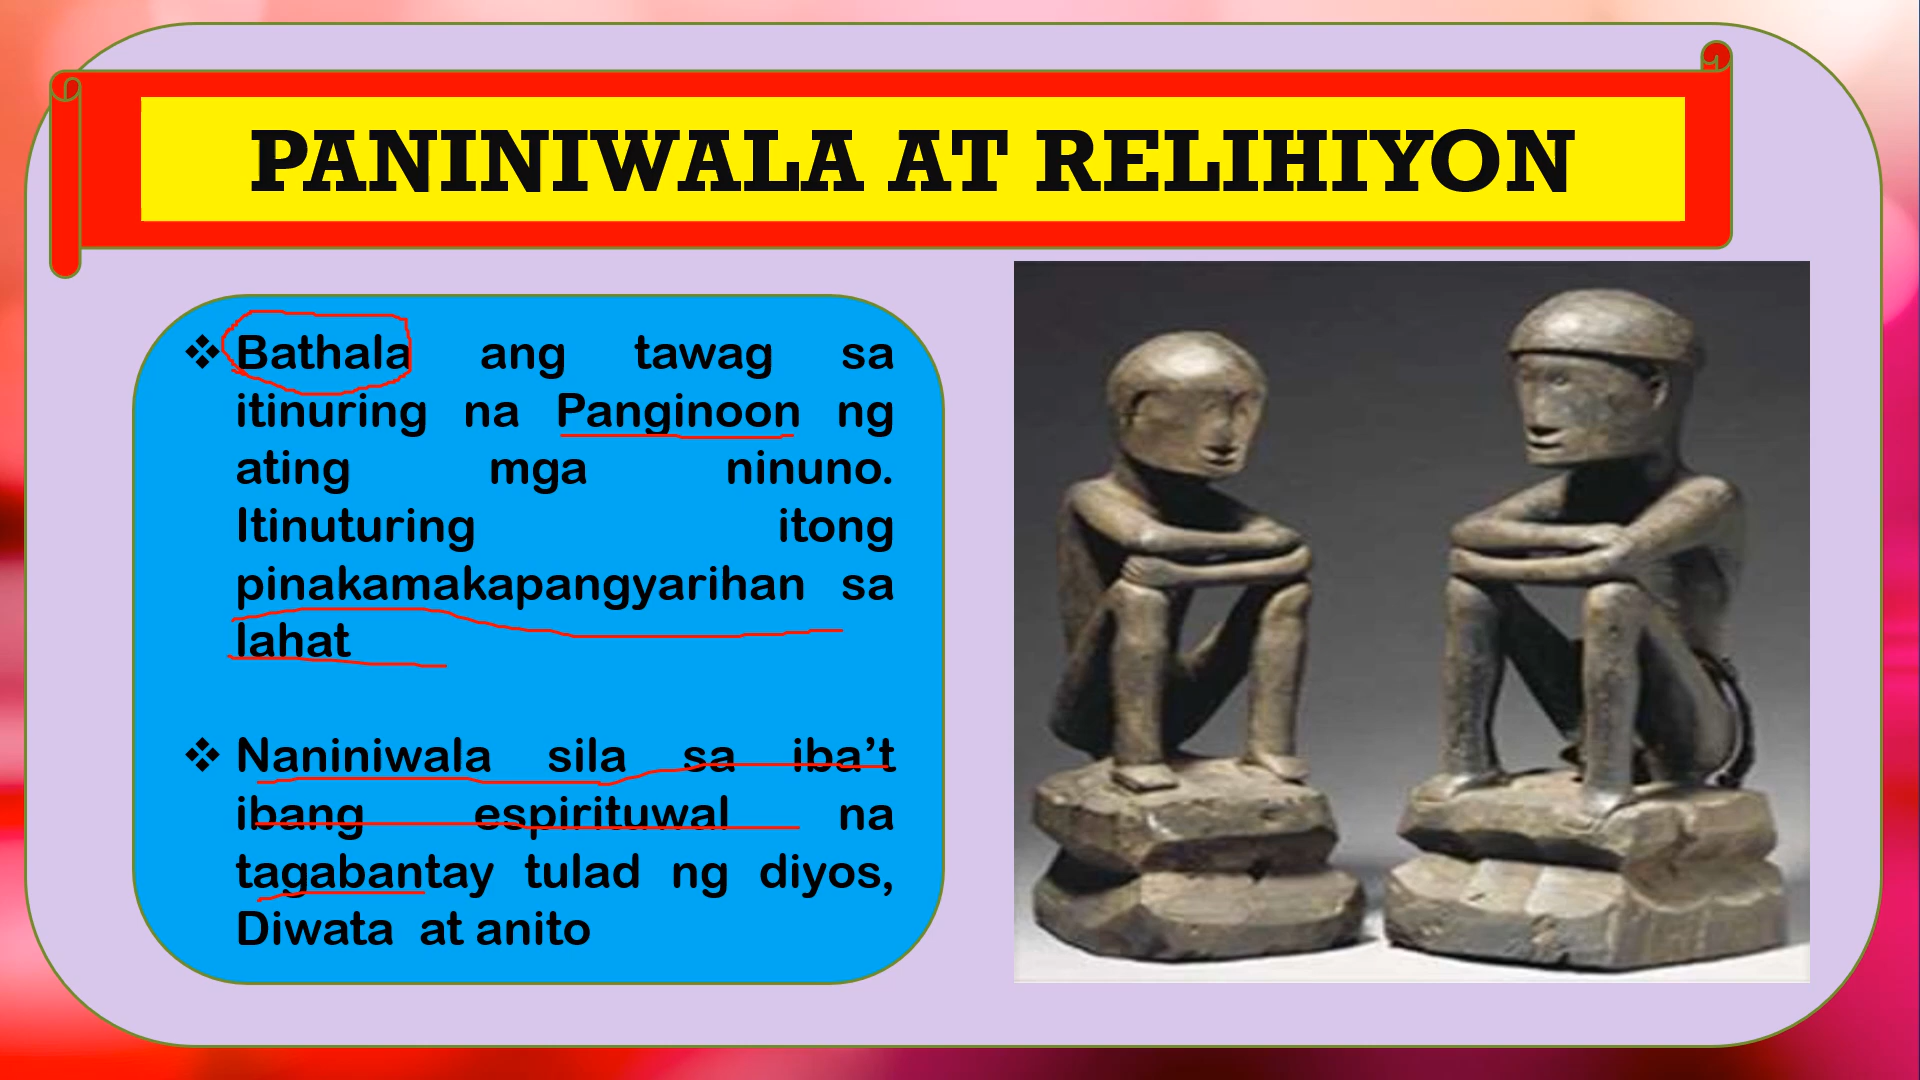 PANINIWALA AT RELIHIYON
❖ Bathala ang tawag sa
itinuring na Panginoon ng
ating mga ninuno.
Itinuturing itong
pinakamakapangyarihan sa
lahat
❖ Naniniwala sila sa iba’t
ibang espirituwal na
tagabantay tulad ng diyos,
Diwata at anito